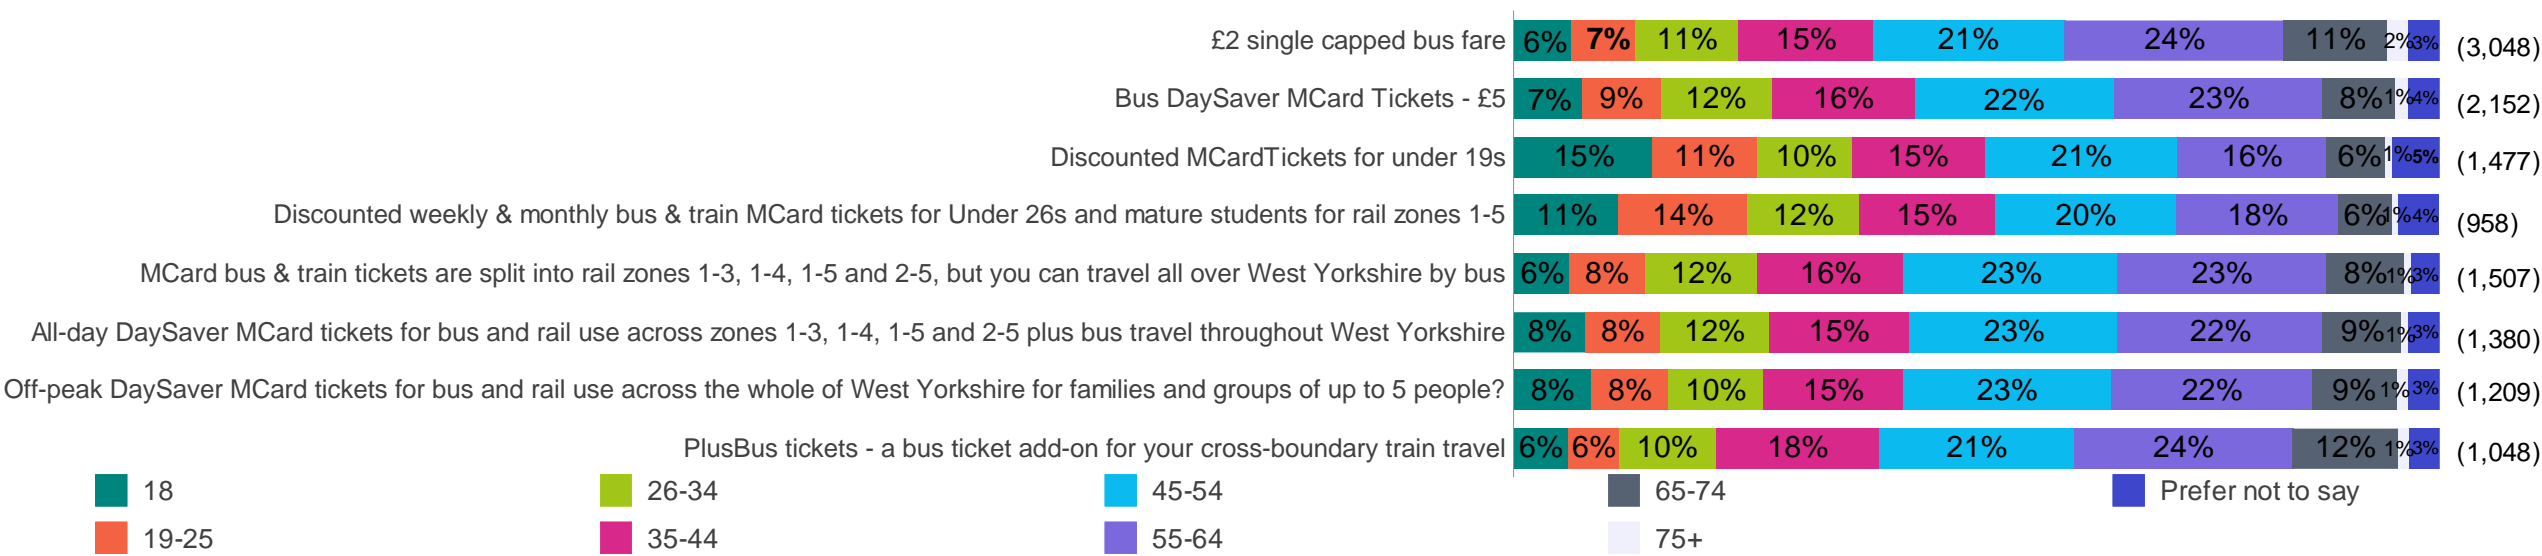 £2 single capped bus fare 6% 7% 11% 15% 21% 24% 11% 2% 3% (3,048)
Bus DaySaver MCard Tickets - £5 7% 9% 12% 16% 22% 23% 8% 1% 4% (2,152)
Discounted MCardTickets for under 19s 15% 11% 10% 15% 21% 16% 6% 1% 5% (1,477)
Discounted weekly & monthly bus & train MCard tickets for Under 26s and mature students for rail zones 1-5 11% 14% 12% 15% 20% 18% 6% 1% 4% (958)
MCard bus & train tickets are split into rail zones 1-3, 1-4, 1-5 and 2-5, but you can travel all over West Yorkshire by bus 6% 8% 12% 16% 23% 23% 8% 1% 3% (1,507)
All-day DaySaver MCard tickets for bus and rail use across zones 1-3, 1-4, 1-5 and 2-5 plus bus travel throughout West Yorkshire 8% 8% 12% 15% 23% 22% 9% 1% 3% (1,380)
Off-peak DaySaver MCard tickets for bus and rail use across the whole of West Yorkshire for families and groups of up to 5 people? 8% 8% 10% 15% 23% 22% 9% 1% 3% (1,209)
PlusBus tickets - a bus ticket add-on for your cross-boundary train travel 6% 6% 10% 18% 21% 24% 12% 1% 3% (1,048)
18 26-34 45-54 65-74 Prefer not to say
19-25 35-44 55-64 75+